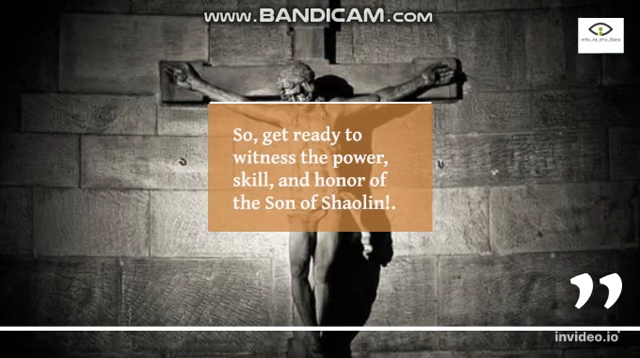 www.BANDICAM.com
So, get ready to
witness the power,
skill, and honor of
the Son of Shaolin!.
”
invideo.io